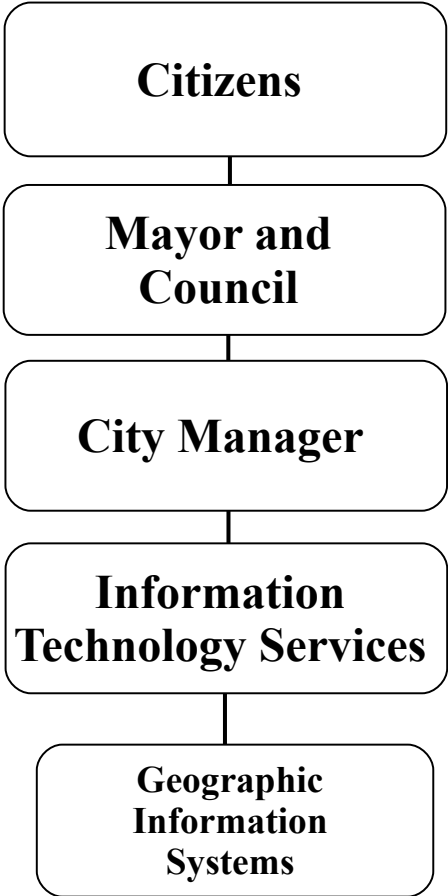 Citizens
Mayor and
Council
City Manager
Information
Technology Services
Geographic
Information
Systems